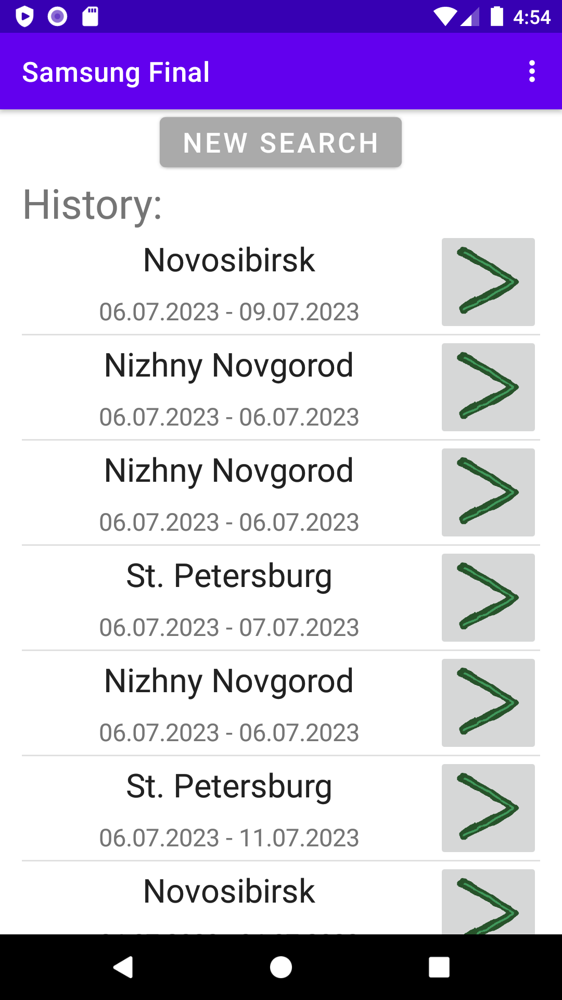 4:54
Samsung Final
NEW SEARCH
History:
Novosibirsk
06.07.2023 - 09.07.2023
Nizhny Novgorod
06.07.2023 - 06.07.2023
Nizhny Novgorod
06.07.2023 - 06.07.2023
St. Petersburg
06.07.2023 - 07.07.2023
Nizhny Novgorod
06.07.2023 - 06.07.2023
St. Petersburg
06.07.2023 - 11.07.2023
Novosibirsk